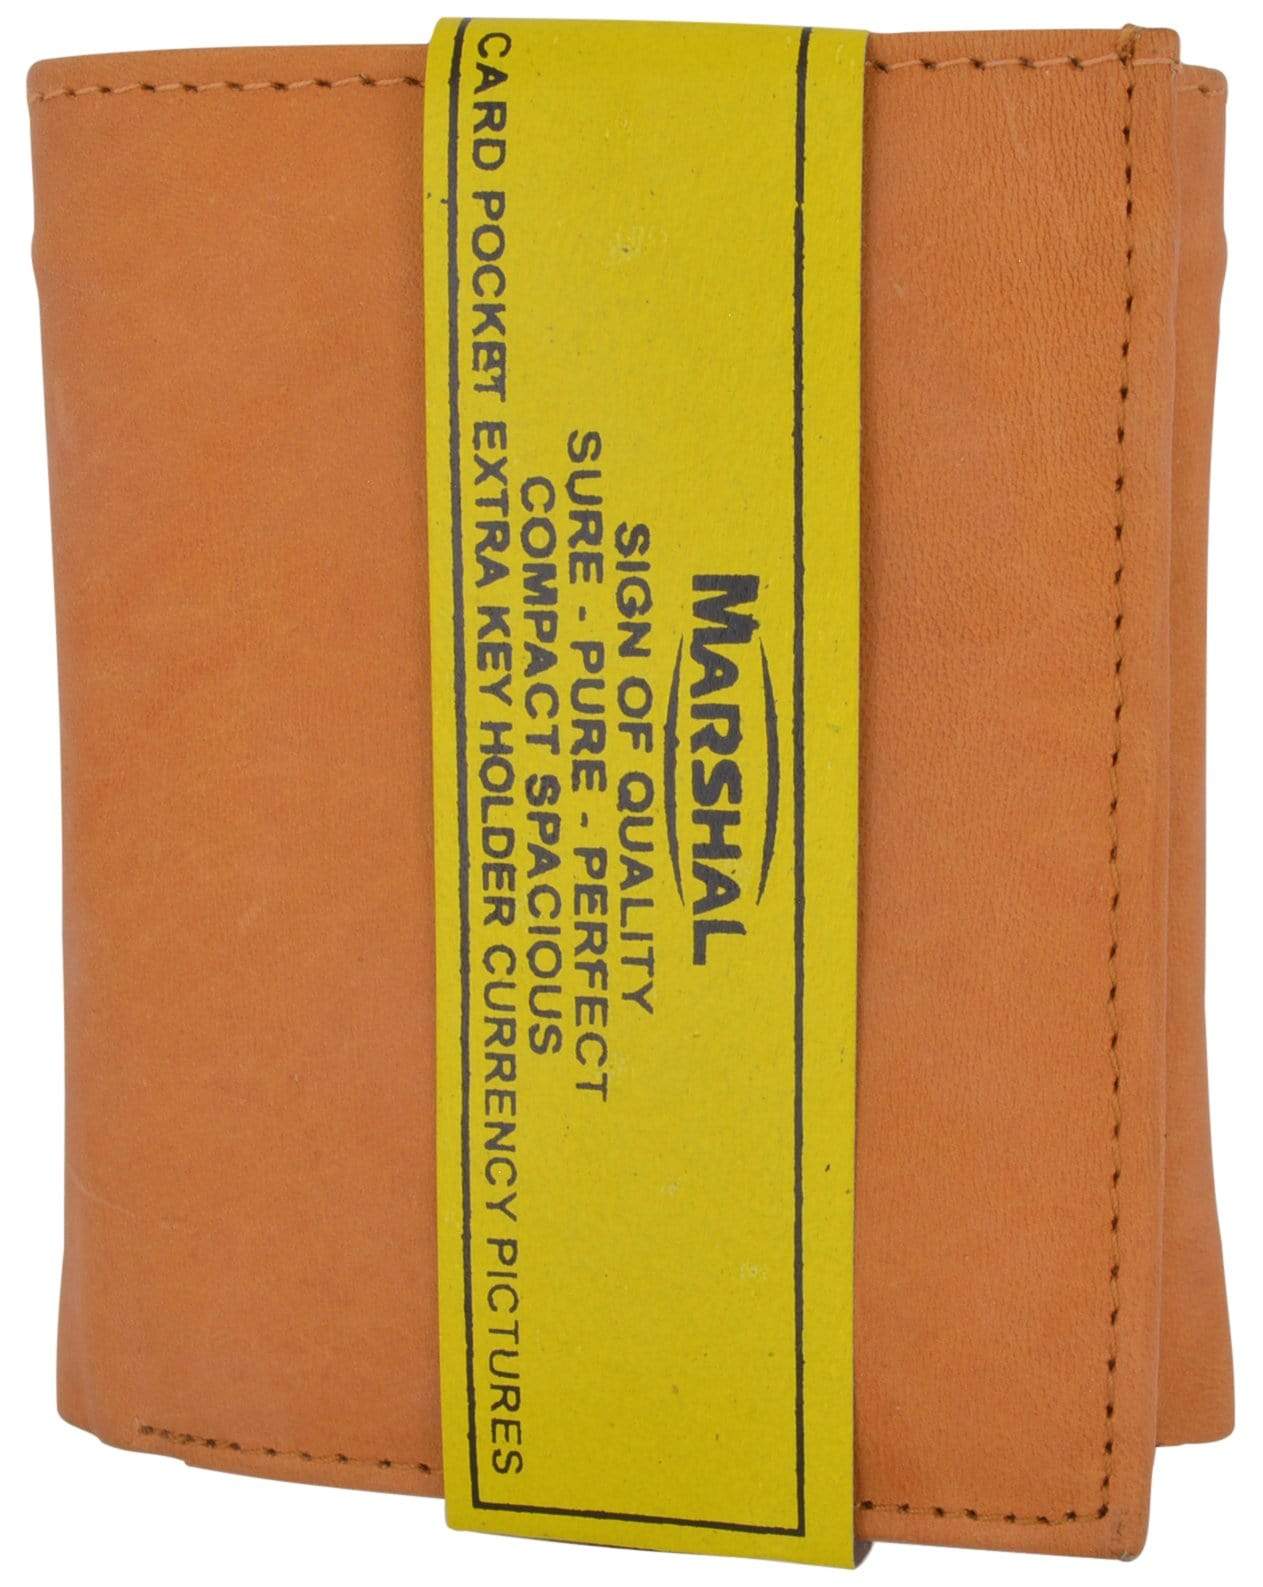 MARSHAL
SIGN OF QUALITY
SURE - PURE - PERFECT
COMPACT SPACIOUS
CARD POCKET EXTRA KEY HOLDER CURRENCY PICTURES